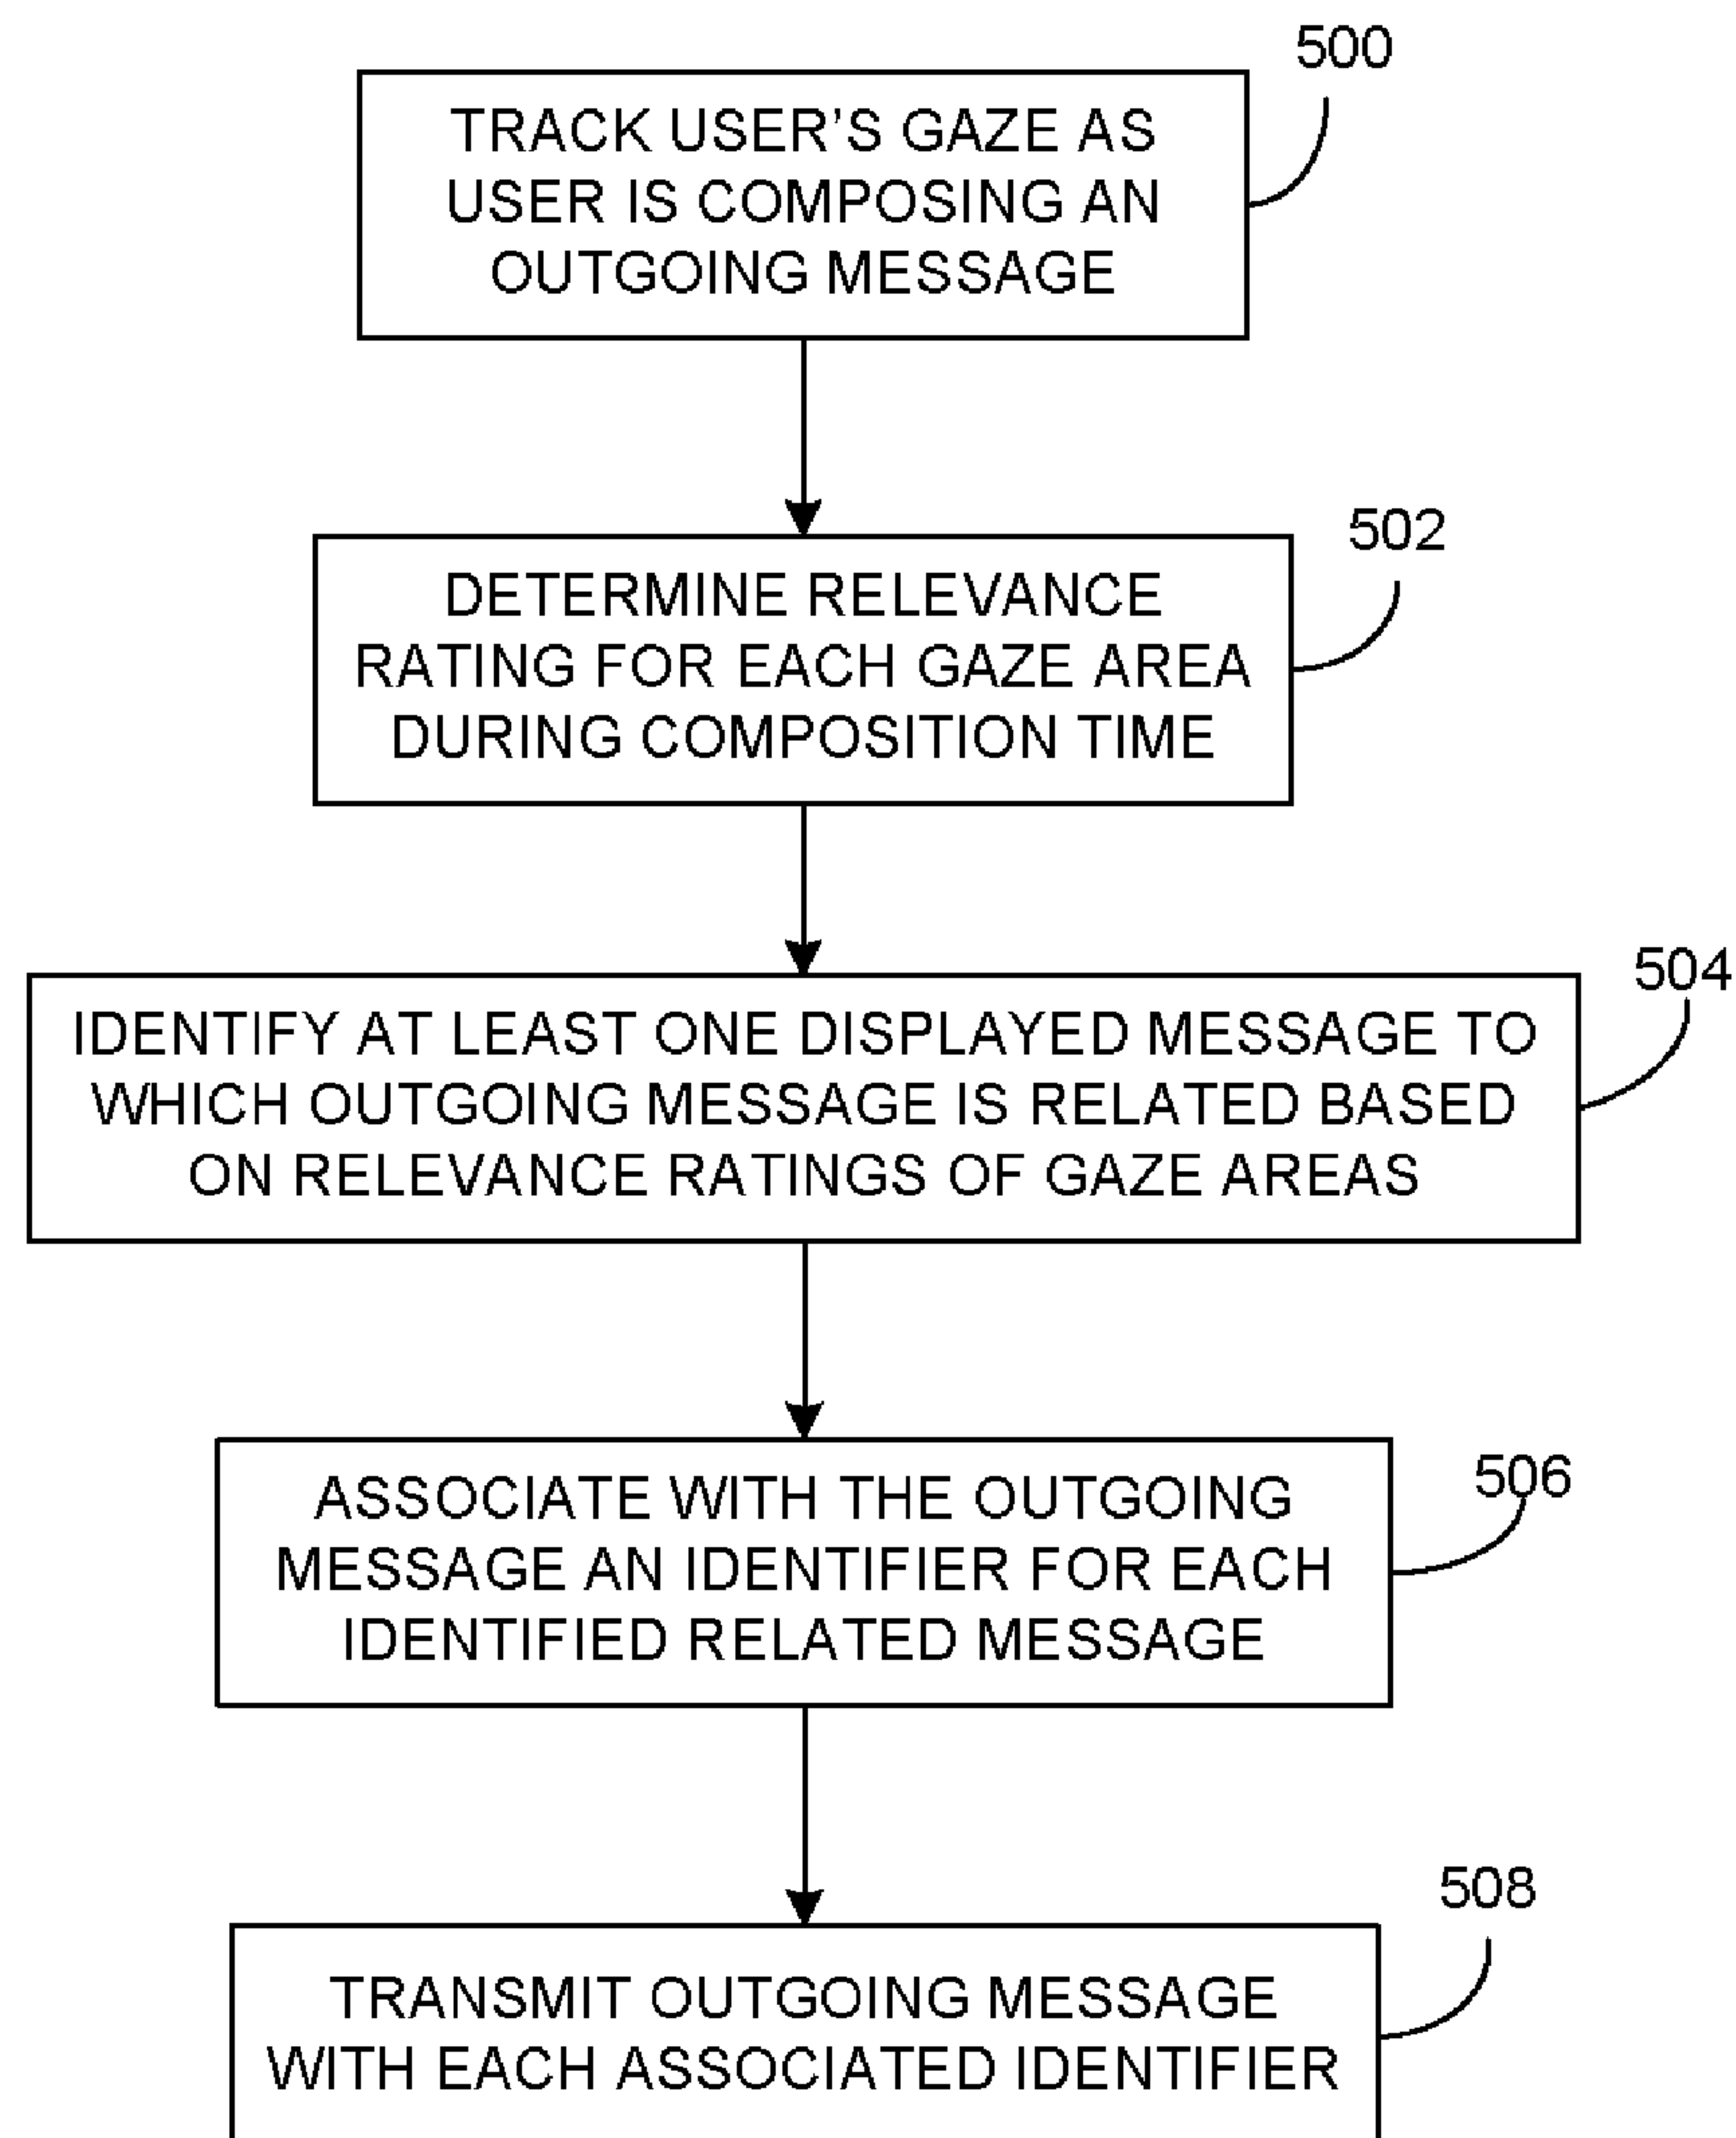 500
TRACK USER'S GAZE AS
USER IS COMPOSING AN
OUTGOING MESSAGE
502
DETERMINE RELEVANCE
RATING FOR EACH GAZE AREA
DURING COMPOSITION TIME
504
IDENTIFY AT LEAST ONE DISPLAYED MESSAGE TO
WHICH OUTGOING MESSAGE IS RELATED BASED
ON RELEVANCE RATINGS OF GAZE AREAS
506
ASSOCIATE WITH THE OUTGOING
MESSAGE AN IDENTIFIER FOR EACH
IDENTIFIED RELATED MESSAGE
508
TRANSMIT OUTGOING MESSAGE
WITH EACH ASSOCIATED IDENTIFIER